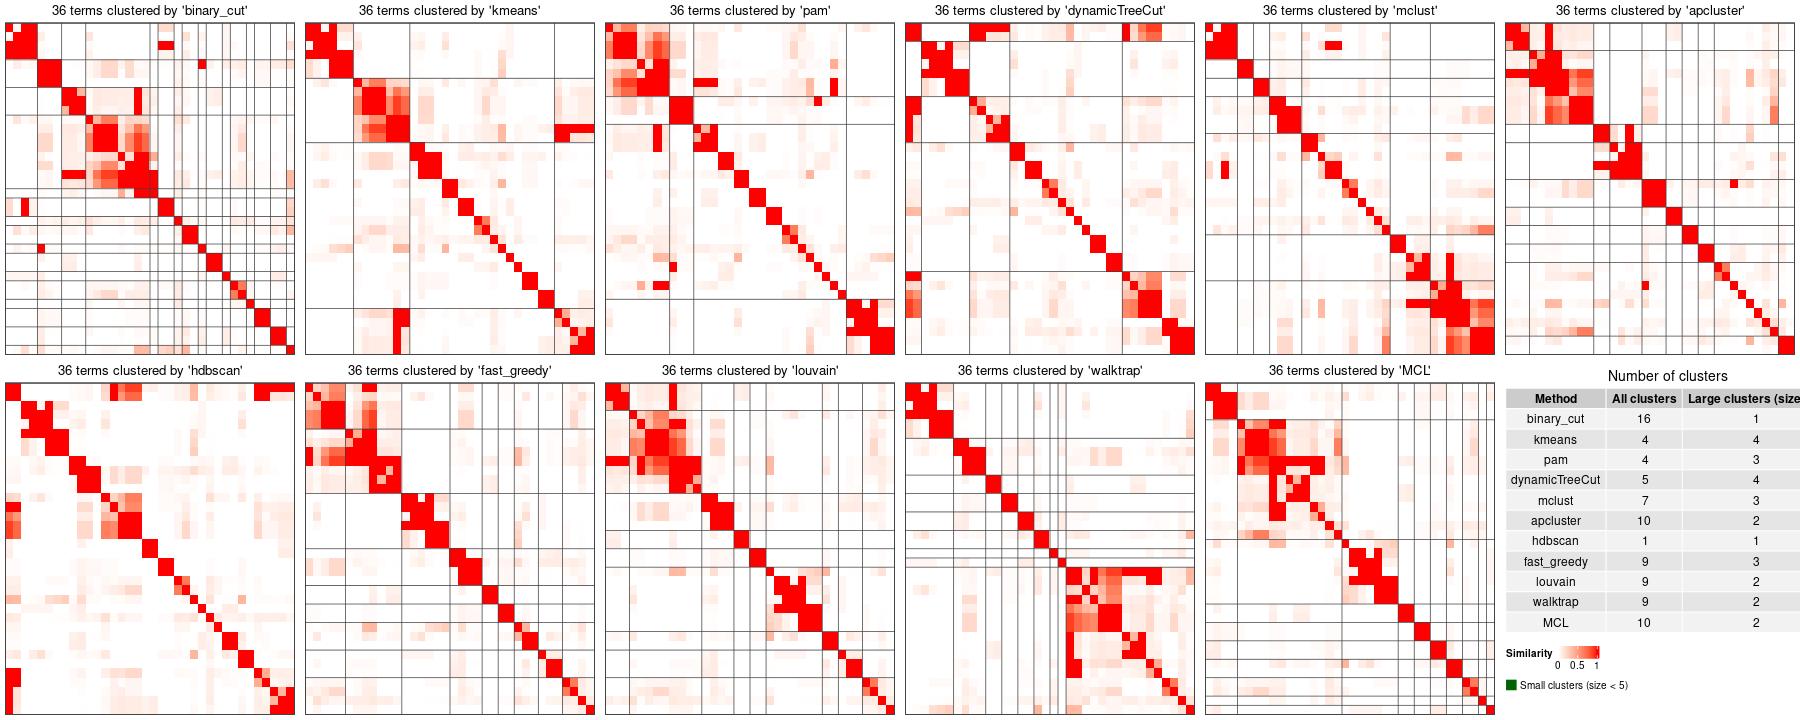 36 terms clustered by 'binary_cut'
36 terms clustered by 'kmeans'
36 terms clustered by 'pam'
36 terms clustered by 'dynamicTreeCut'
36 terms clustered by 'mclust'
36 terms clustered by 'apcluster'
36 terms clustered by 'hdbscan'
36 terms clustered by 'fast_greedy'
36 terms clustered by 'louvain'
36 terms clustered by 'walktrap'
36 terms clustered by 'MCL'
Number of clusters
Method All clusters Large clusters (size
binary_cut 16 1
kmeans 4 4
pam 4 3
dynamicTreeCut 5 4
mclust 7 3
apcluster 10 2
hdbscan 1 1
fast_greedy 9 3
louvain 9 2
walktrap 9 2
MCL 10 2
Similarity
0 0.5 1
Small clusters (size < 5)